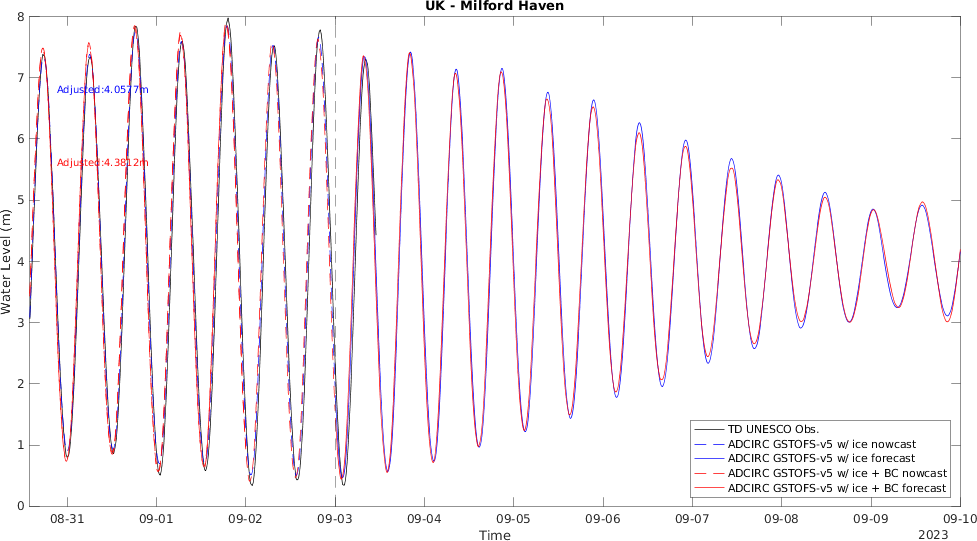 UK - Milford Haven
8
7
6
5
4
3
2
1
0
Water Level (m)
Adjusted:4.0577m
Adjusted:4.3812m
TD UNESCO Obs.
ADCIRC GSTOFS-v5 w/ ice nowcast
ADCIRC GSTOFS-v5 w/ ice forecast
ADCIRC GSTOFS-v5 w/ ice + BC nowcast
ADCIRC GSTOFS-v5 w/ ice + BC forecast
08-31 09-01 09-02 09-03 09-04 09-05 09-06 09-07 09-08 09-09 09-10
Time
2023